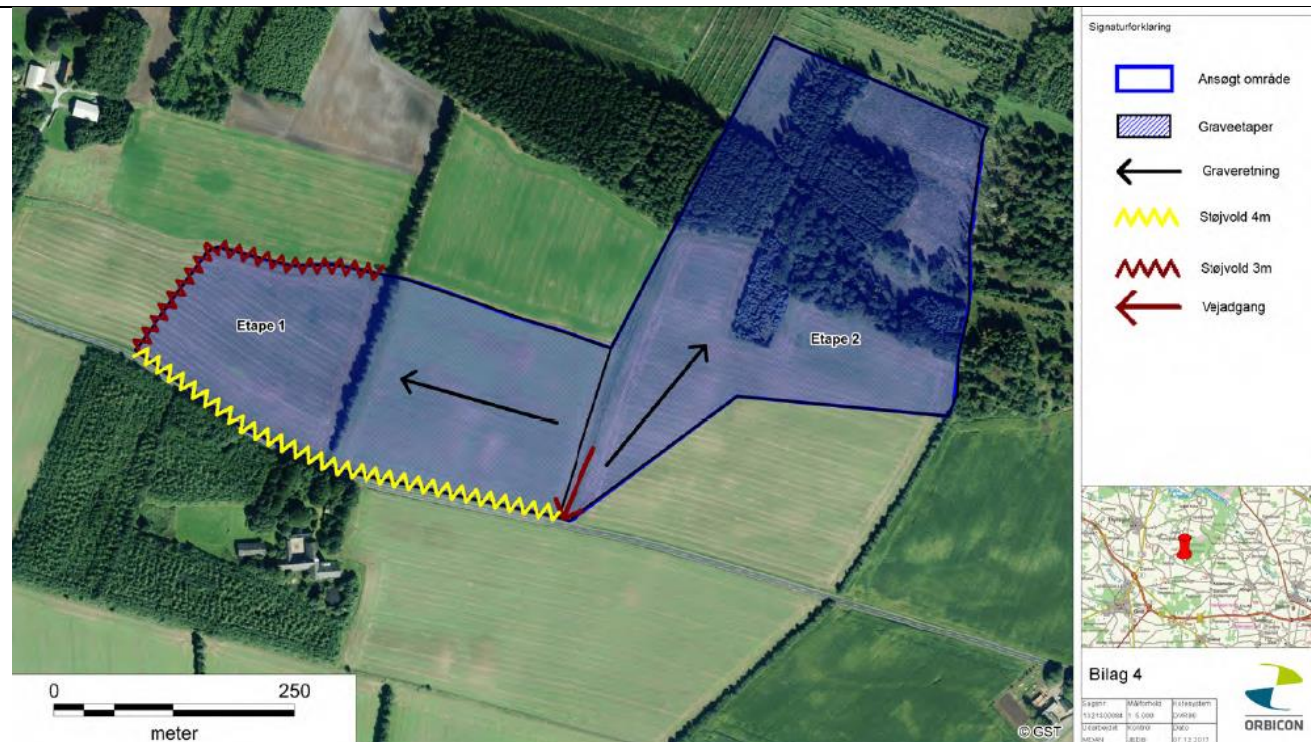 Signaturforklaring
Ansøgt område
Graveetaper
Graveretning
Støjvold 4m
Støjvold 3m
Vejadgang
Etape 1
Etape 2
0 250
meter
© GST
Bilag 4
ORBICON